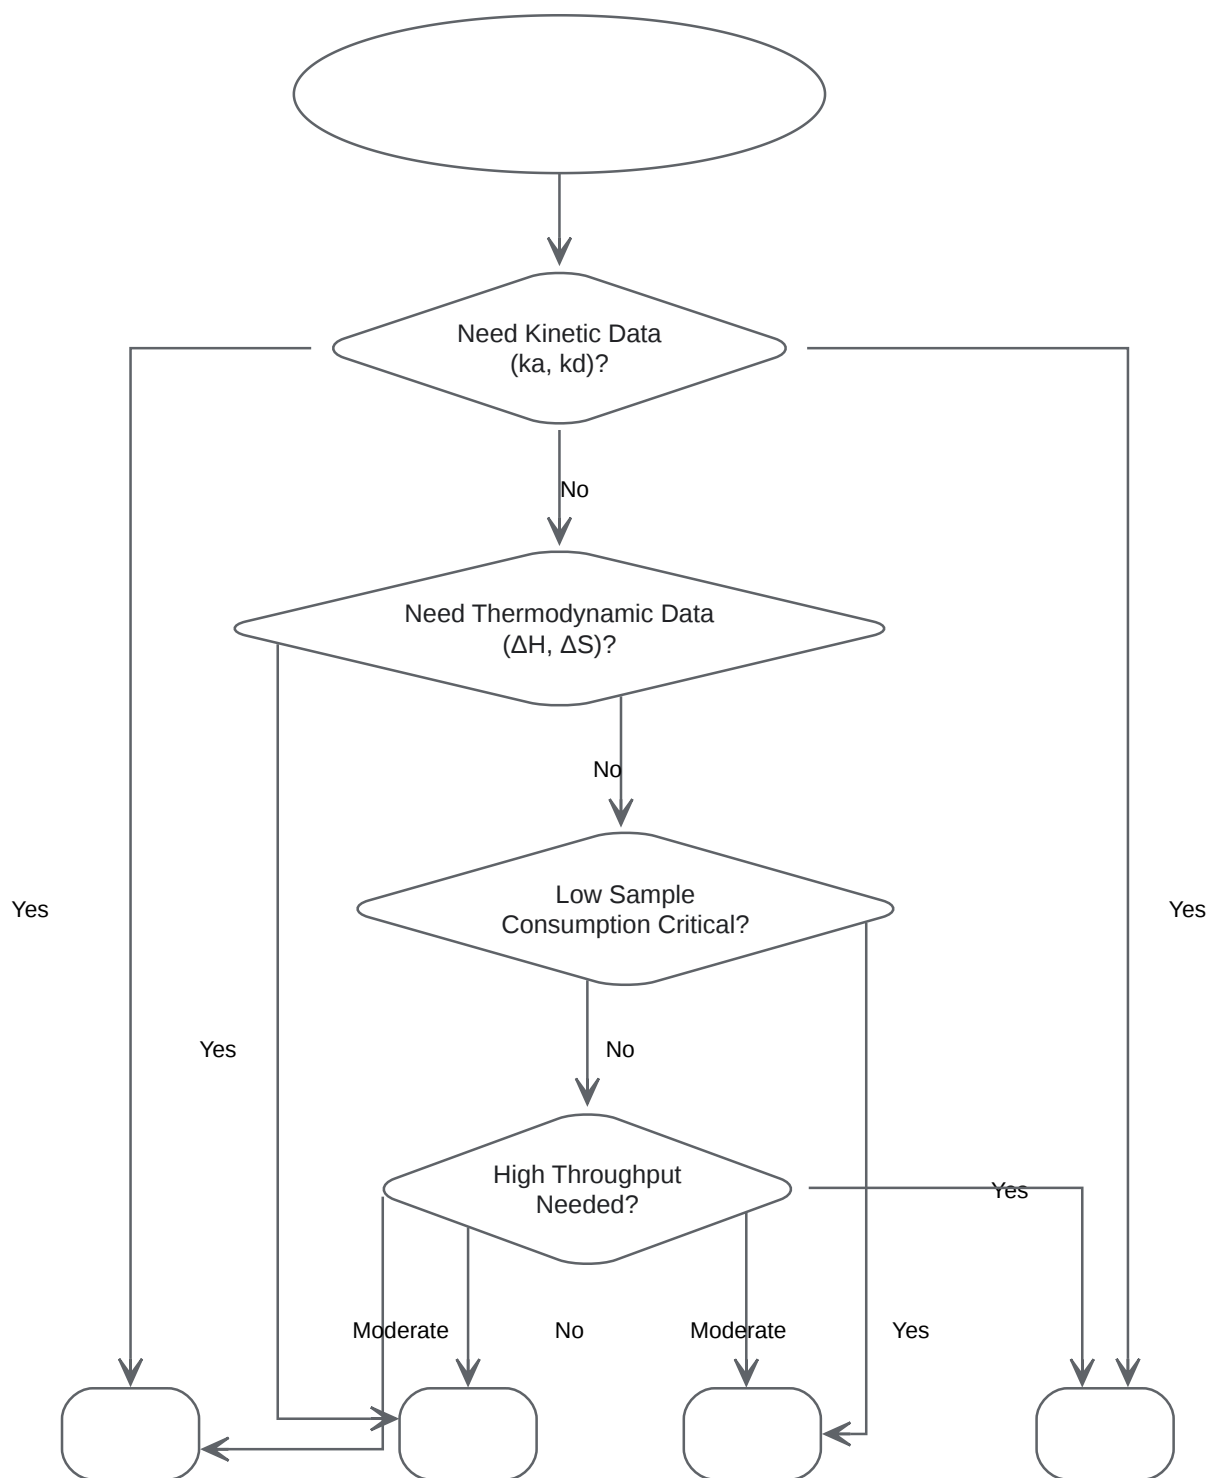 Need Kinetic Data
(ka, kd)?
No
Need Thermodynamic Data
(ΔH, ΔS)?
No
Low Sample
Consumption Critical?
Yes
Yes
Yes
No
High Throughput
Needed?
Yes
Moderate
No
Moderate
Yes